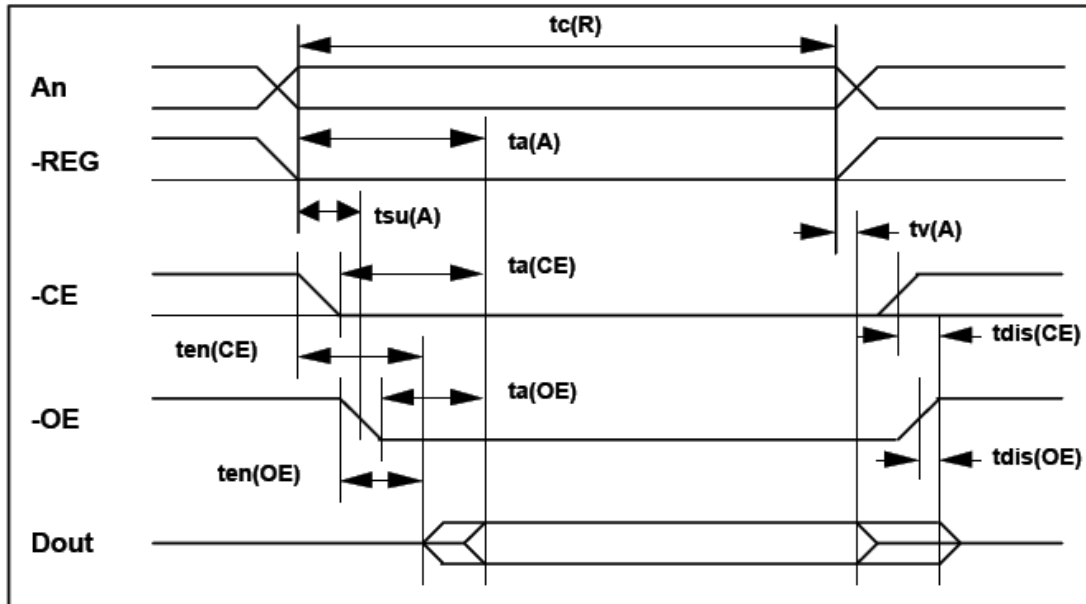 tc(R)
An
ta(A)
-REG
tsu(A)
tv(A)
ta(CE)
-CE
ten(CE)
tdis(CE)
ta(OE)
-OE
ten(OE)
tdis(OE)
Dout